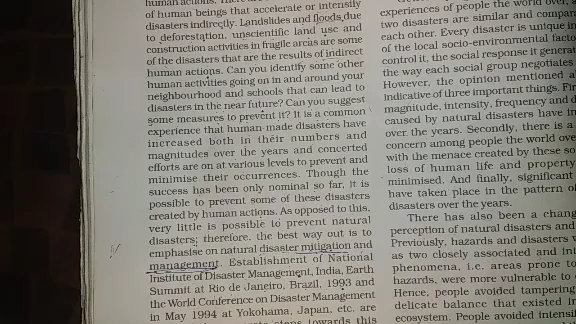 of human beings that accelerate or intensify
disasters indirectly. Landslides and floods due
to deforestation, unscientific land use and
construction activities in fragile areas are some
of the disasters that are the results of indirect
human actions. Can you identify some other
human activities going on in and around your
neighbourhood and schools that can lead to
disasters in the near future? Can you suggest
some measures to prevent it? It is a common
experience that human-made disasters have
increased both in their numbers and
magnitudes over the years and concerted
efforts are on at various levels to prevent and
minimise their occurrences. Though the
success has been only nominal so far, it is
possible to prevent some of these disasters
created by human actions. As opposed to this,
very little is possible to prevent natural
disasters; therefore, the best way out is to
emphasise on natural disaster mitigation and
management. Establishment of National
Institute of Disaster Management, India, Earth
Summit at Rio de Janeiro, Brazil, 1993 and
the World Conference on Disaster Management
in May 1994 at Yokohama, Japan, etc. are
steps towards this
experiences of people the world over,
two disasters are similar and compar
each other. Every disaster is unique in
of the local socio-environmental facto
control it, the social response it generat
the way each social group negotiates
However, the opinion mentioned a
indicative of three important things. Fir
magnitude, intensity, frequency and d
caused by natural disasters have in
over the years. Secondly, there is a
concern among people the world ove
with the menace created by these so
loss of human life and property
minimised. And finally, significant
have taken place in the pattern o
disasters over the years.
There has also been a chang
perception of natural disasters and
Previously, hazards and disasters w
as two closely associated and int
phenomena, i.e. areas prone to
hazards, were more vulnerable to
Hence, people avoided tampering
delicate balance that existed in
ecosystem. People avoided intensi